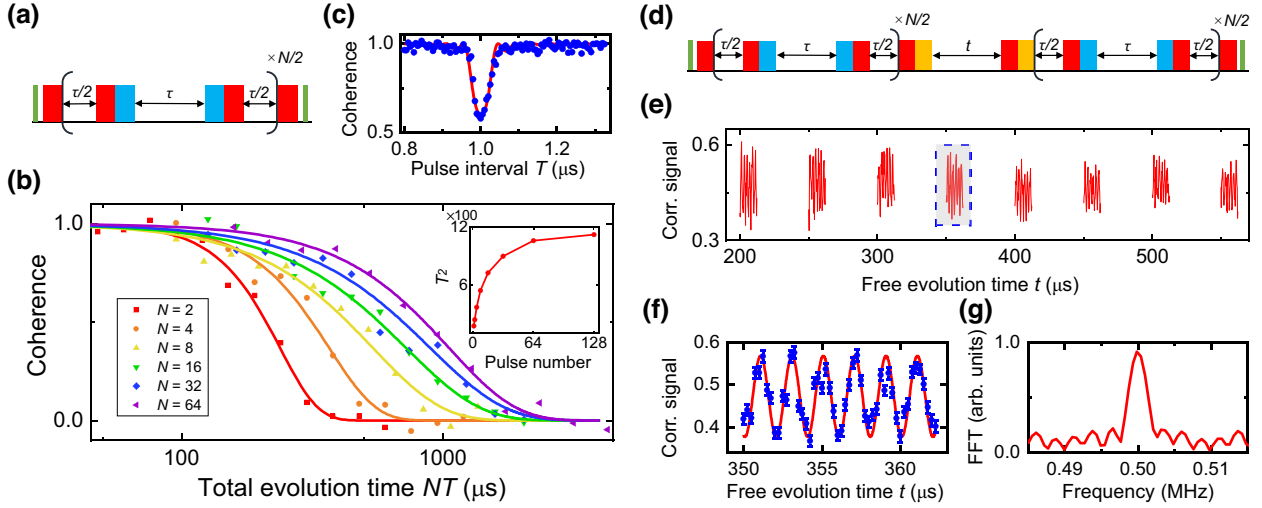 (a)
τ/2
τ
τ/2
×N/2
(b)
Coherence
1.0
0.0
100
1000
Total evolution time NT (μs)
N = 2
N = 4
N = 8
N = 16
N = 32
N = 64
×100
12
6
0
T2
0
64
128
Pulse number
(c)
Coherence
1.0
0.5
0.8
1.0
1.2
Pulse interval T (μs)
(d)
τ/2
τ
τ/2
×N/2
t
τ/2
τ
τ/2
×N/2
(e)
Corr. signal
0.6
0.3
200
300
400
500
Free evolution time t (μs)
(f)
Corr. signal
0.6
0.5
0.4
350
355
360
Free evolution time t (μs)
(g)
FFT (arb. units)
1.0
0.0
0.49
0.50
0.51
Frequency (MHz)